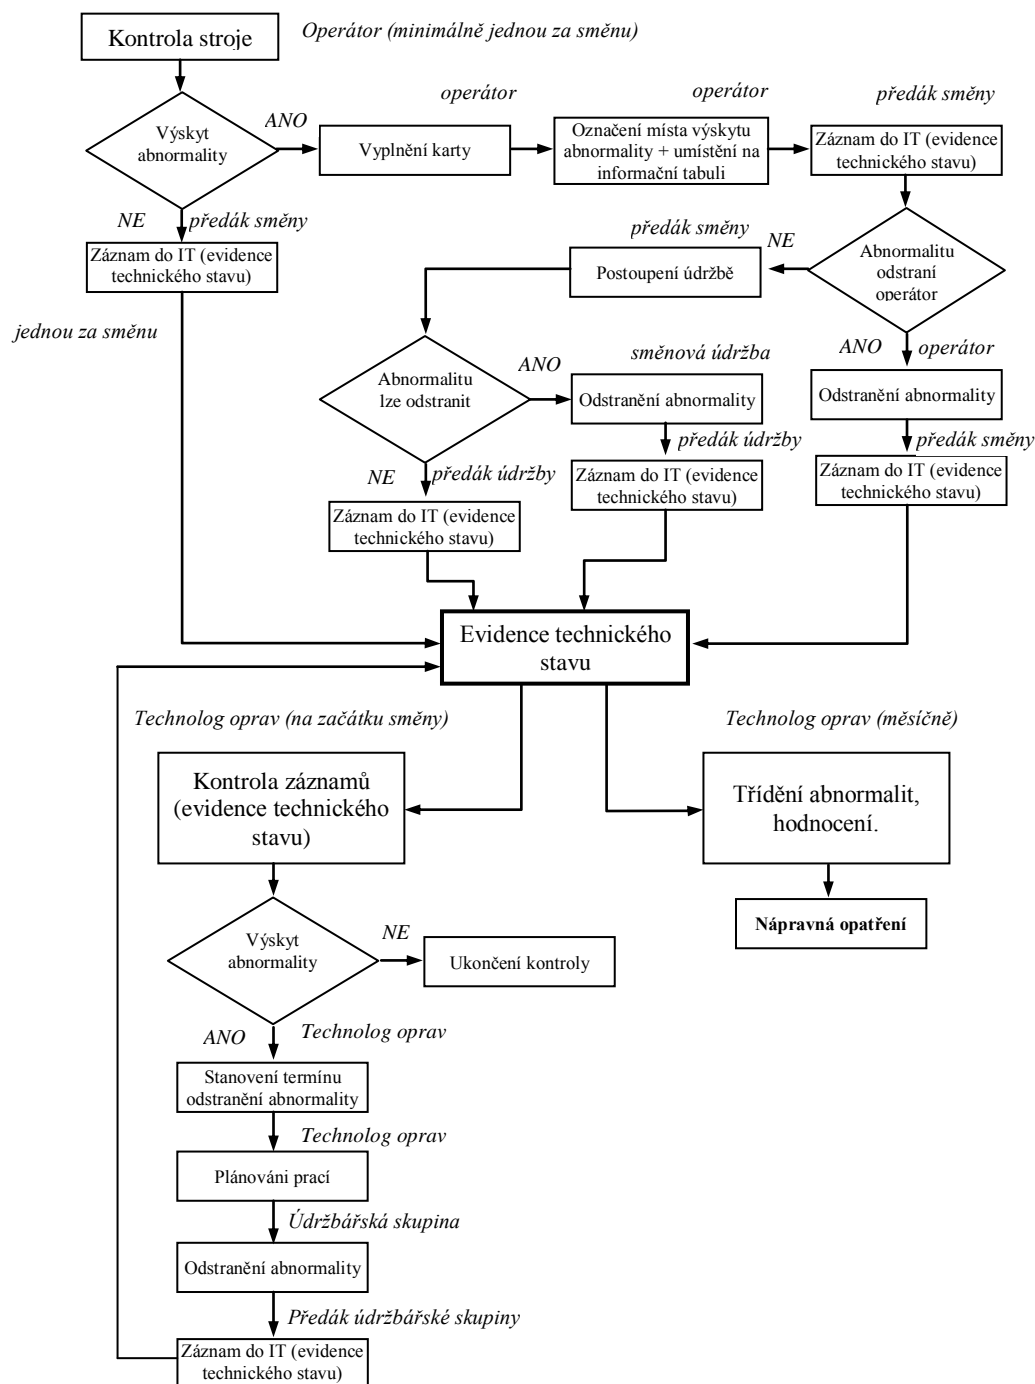 Kontrola stroje
Operátor (minimálně jednou za směnu)
operátor
operátor
předák směny
Výskyt
abnormality
ANO
Vyplnění karty
Označení místa výskytu
abnormality + umístění na
informační tabuli
Záznam do IT (evidence
technického stavu)
NE
předák směny
Záznam do IT (evidence
technického stavu)
předák směny
NE
Postoupení údržbě
Abnormalitu
odstraní
operátor
jednou za směnu
ANO
operátor
Abnormalitu
lze odstranit
ANO
směnová údržba
Odstranění abnormality
Odstranění abnormality
předák údržby
předák směny
NE
předák údržby
Záznam do IT (evidence
technického stavu)
Záznam do IT (evidence
technického stavu)
Záznam do IT (evidence
technického stavu)
Evidence technického
stavu
Technolog oprav (na začátku směny)
Technolog oprav (měsíčně)
Kontrola záznamů
(evidence technického
stavu)
Třídění abnormalit,
hodnocení.
Nápravná opatření
Výskyt
abnormality
NE
Ukončení kontroly
ANO
Technolog oprav
Stanovení termínu
odstranění abnormality
Technolog oprav
Plánováni prací
Údržbářská skupina
Odstranění abnormality
Předák údržbářské skupiny
Záznam do IT (evidence
technického stavu)